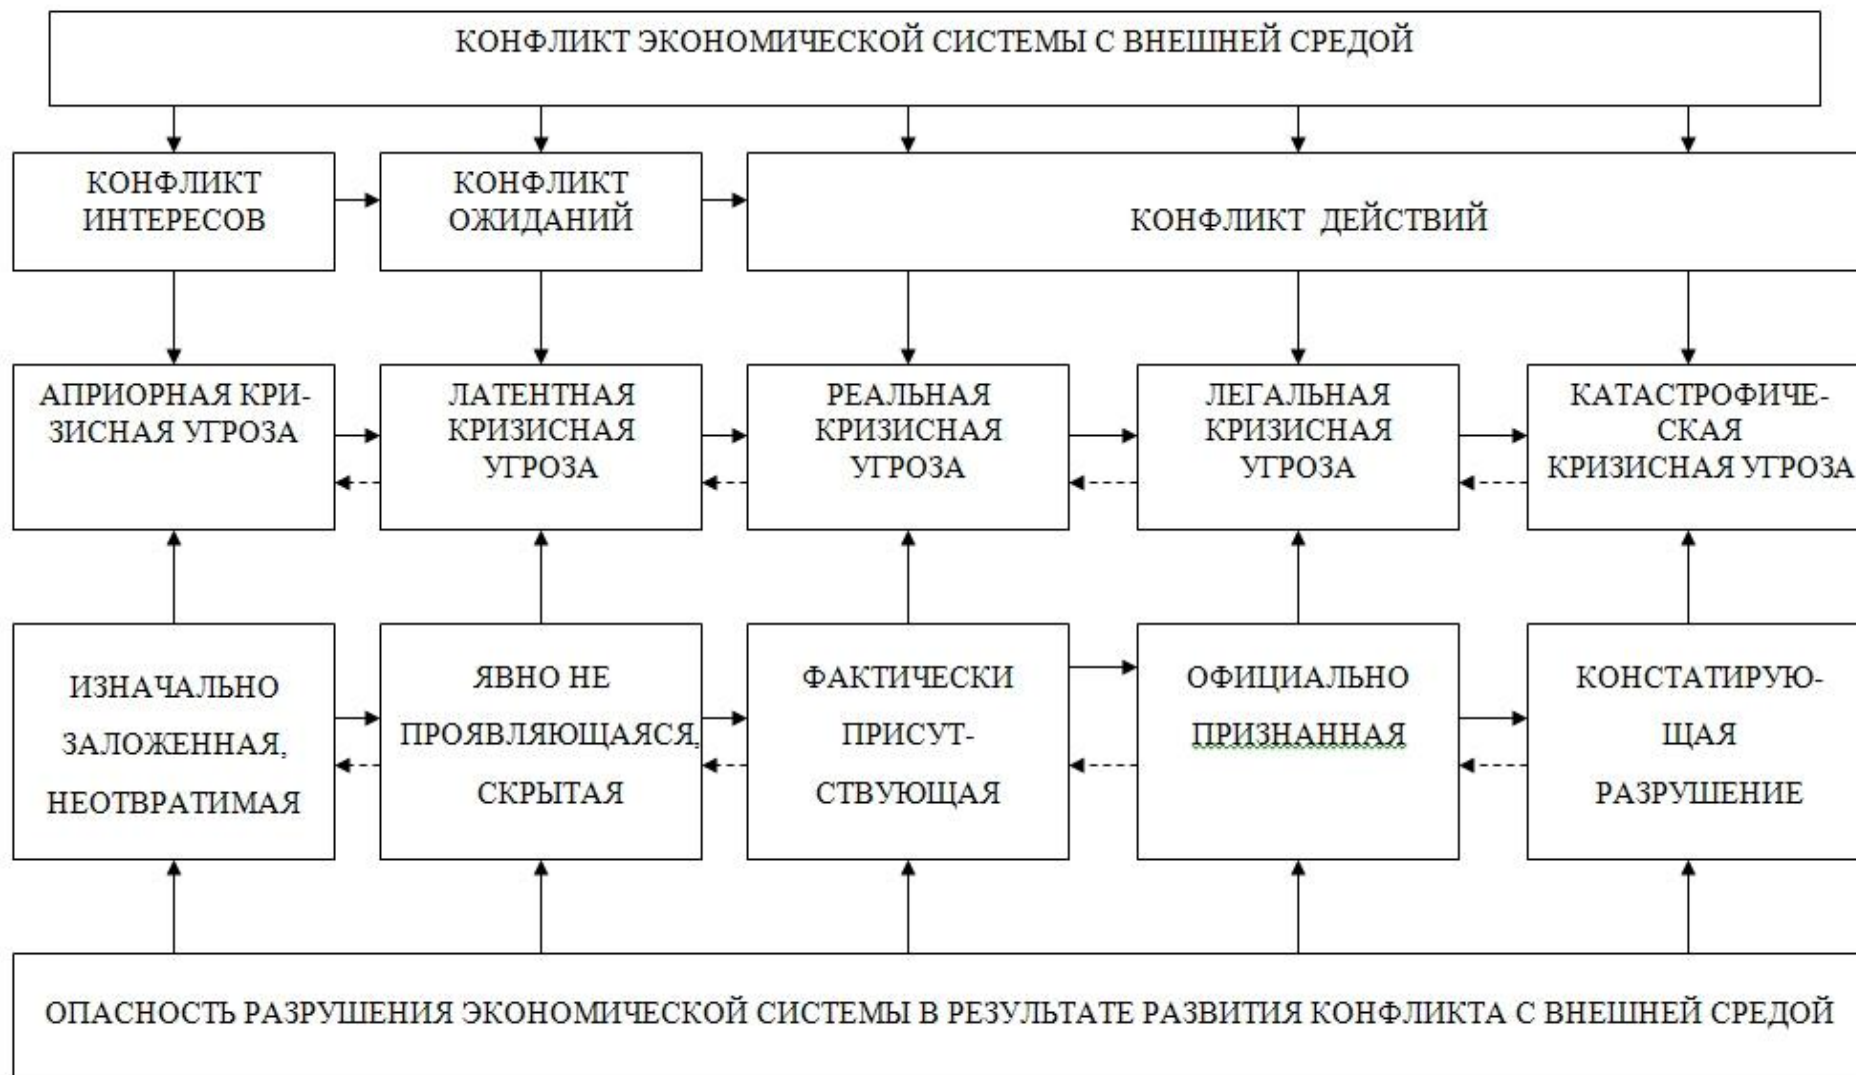 КОНФЛИКТ ЭКОНОМИЧЕСКОЙ СИСТЕМЫ С ВНЕШНЕЙ СРЕДОЙ
КОНФЛИКТ
ИНТЕРЕСОВ
КОНФЛИКТ
ОЖИДАНИЙ
КОНФЛИКТ ДЕЙСТВИЙ
АПРИОРНАЯ КРИ-
ЗИСНАЯ УГРОЗА
ЛАТЕНТНАЯ
КРИЗИСНАЯ
УГРОЗА
РЕАЛЬНАЯ
КРИЗИСНАЯ
УГРОЗА
ЛЕГАЛЬНАЯ
КРИЗИСНАЯ
УГРОЗА
КАТАСТРОФИЧЕ-
СКАЯ
КРИЗИСНАЯ УГРОЗА
ИЗНАЧАЛЬНО
ЗАЛОЖЕННАЯ,
НЕОТВРАТИМАЯ
ЯВНО НЕ
ПРОЯВЛЯЮЩАЯСЯ,
СКРЫТАЯ
ФАКТИЧЕСКИ
ПРИСУТ-
СТВУЮЩАЯ
ОФИЦИАЛЬНО
ПРИЗНАННАЯ
КОНСТАТИРУЮ-
ЩАЯ
РАЗРУШЕНИЕ
ОПАСНОСТЬ РАЗРУШЕНИЯ ЭКОНОМИЧЕСКОЙ СИСТЕМЫ В РЕЗУЛЬТАТЕ РАЗВИТИЯ КОНФЛИКТА С ВНЕШНЕЙ СРЕДОЙ